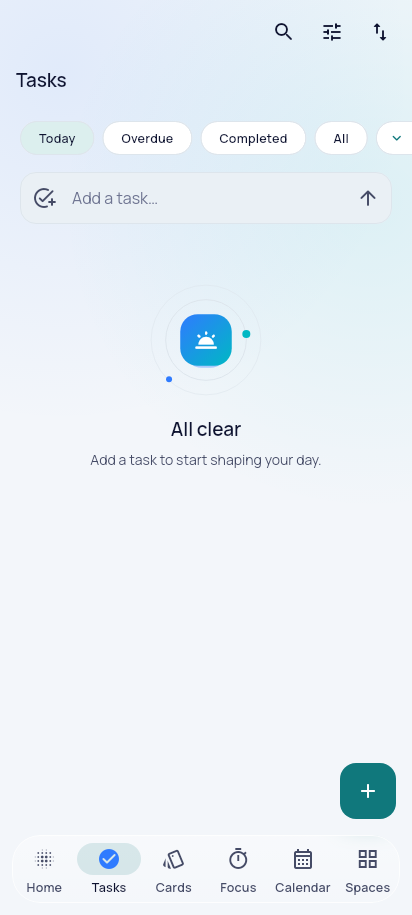 Tasks
Today Overdue Completed All
Add a task...
All clear
Add a task to start shaping your day.
Home Tasks Cards Focus Calendar Spaces